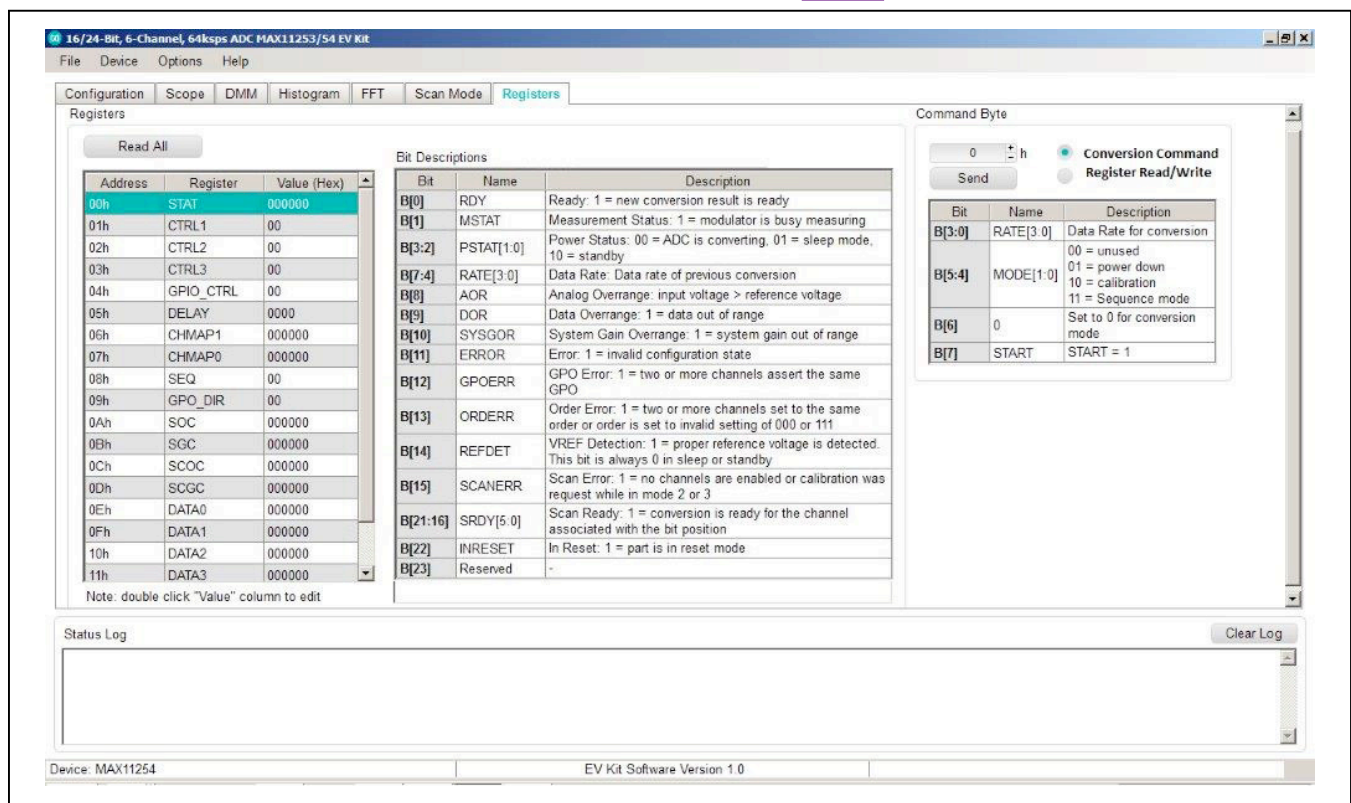 16/24-Bit, 6-Channel, 64ksps ADC MAX11253/54 EV Kit
File Device Options Help
Configuration Scope DMM Histogram FFT Scan Mode Registers
Registers
Read All
Address Register Value (Hex)
00h STAT 000000
01h CTRL1 00
02h CTRL2 00
03h CTRL3 00
04h GPIO_CTRL 00
05h DELAY 0000
06h CHMAP1 000000
07h CHMAP0 000000
08h SEQ 00
09h GPO_DIR 00
0Ah SOC 000000
0Bh SGC 000000
0Ch SCOC 000000
0Dh SCGC 000000
0Eh DATA0 000000
0Fh DATA1 000000
10h DATA2 000000
11h DATA3 000000
Note: double click "Value" column to edit
Bit Descriptions
Bit Name Description
B[0] RDY Ready: 1 = new conversion result is ready
B[1] MSTAT Measurement Status: 1 = modulator is busy measuring
B[3:2] PSTAT[1:0] Power Status: 00 = ADC is converting, 01 = sleep mode,
10 = standby
B[7:4] RATE[3:0] Data Rate: Data rate of previous conversion
B[8] AOR Analog Overrange: input voltage > reference voltage
B[9] DOR Data Overrange: 1 = data out of range
B[10] SYSGOR System Gain Overrange: 1 = system gain out of range
B[11] ERROR Error: 1 = invalid configuration state
B[12] GPOERR GPO Error: 1 = two or more channels assert the same
GPO
B[13] ORDERR Order Error: 1 = two or more channels set to the same
order or order is set to invalid setting of 000 or 111
B[14] REFDET VREF Detection: 1 = proper reference voltage is detected.
This bit is always 0 in sleep or standby
B[15] SCANERR Scan Error: 1 = no channels are enabled or calibration was
request while in mode 2 or 3
B[21:16] SRDY[5:0] Scan Ready: 1 = conversion is ready for the channel
associated with the bit position
B[22] INRESET In Reset: 1 = part is in reset mode
B[23] Reserved -
Command Byte
0 h Conversion Command
Send Register Read/Write
Bit Name Description
B[3:0] RATE[3:0] Data Rate for conversion
B[5:4] MODE[1:0] 00 = unused
01 = power down
10 = calibration
11 = Sequence mode
B[6] 0 Set to 0 for conversion
mode
B[7] START START = 1
Status Log
Clear Log
Device: MAX11254 EV Kit Software Version 1.0